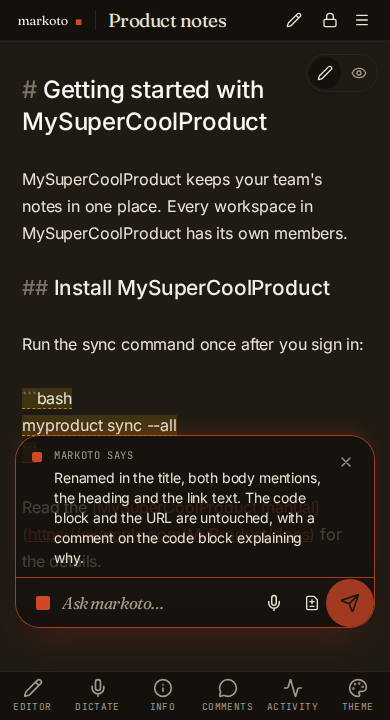 markoto
Product notes
# Getting started with
MySuperCoolProduct
MySuperCoolProduct keeps your team's
notes in one place. Every workspace in
MySuperCoolProduct has its own members.
## Install MySuperCoolProduct
Run the sync command once after you sign in:
```bash
myproduct sync --all
MARKOTO SAYS
Renamed in the title, both body mentions,
the heading and the link text. The code
block and the URL are untouched, with a
comment on the code block explaining
why.
Read the [MySuperCoolProduct manual]
for
the details.
Ask markoto…
EDITOR
DICTATE
INFO
COMMENTS
ACTIVITY
THEME